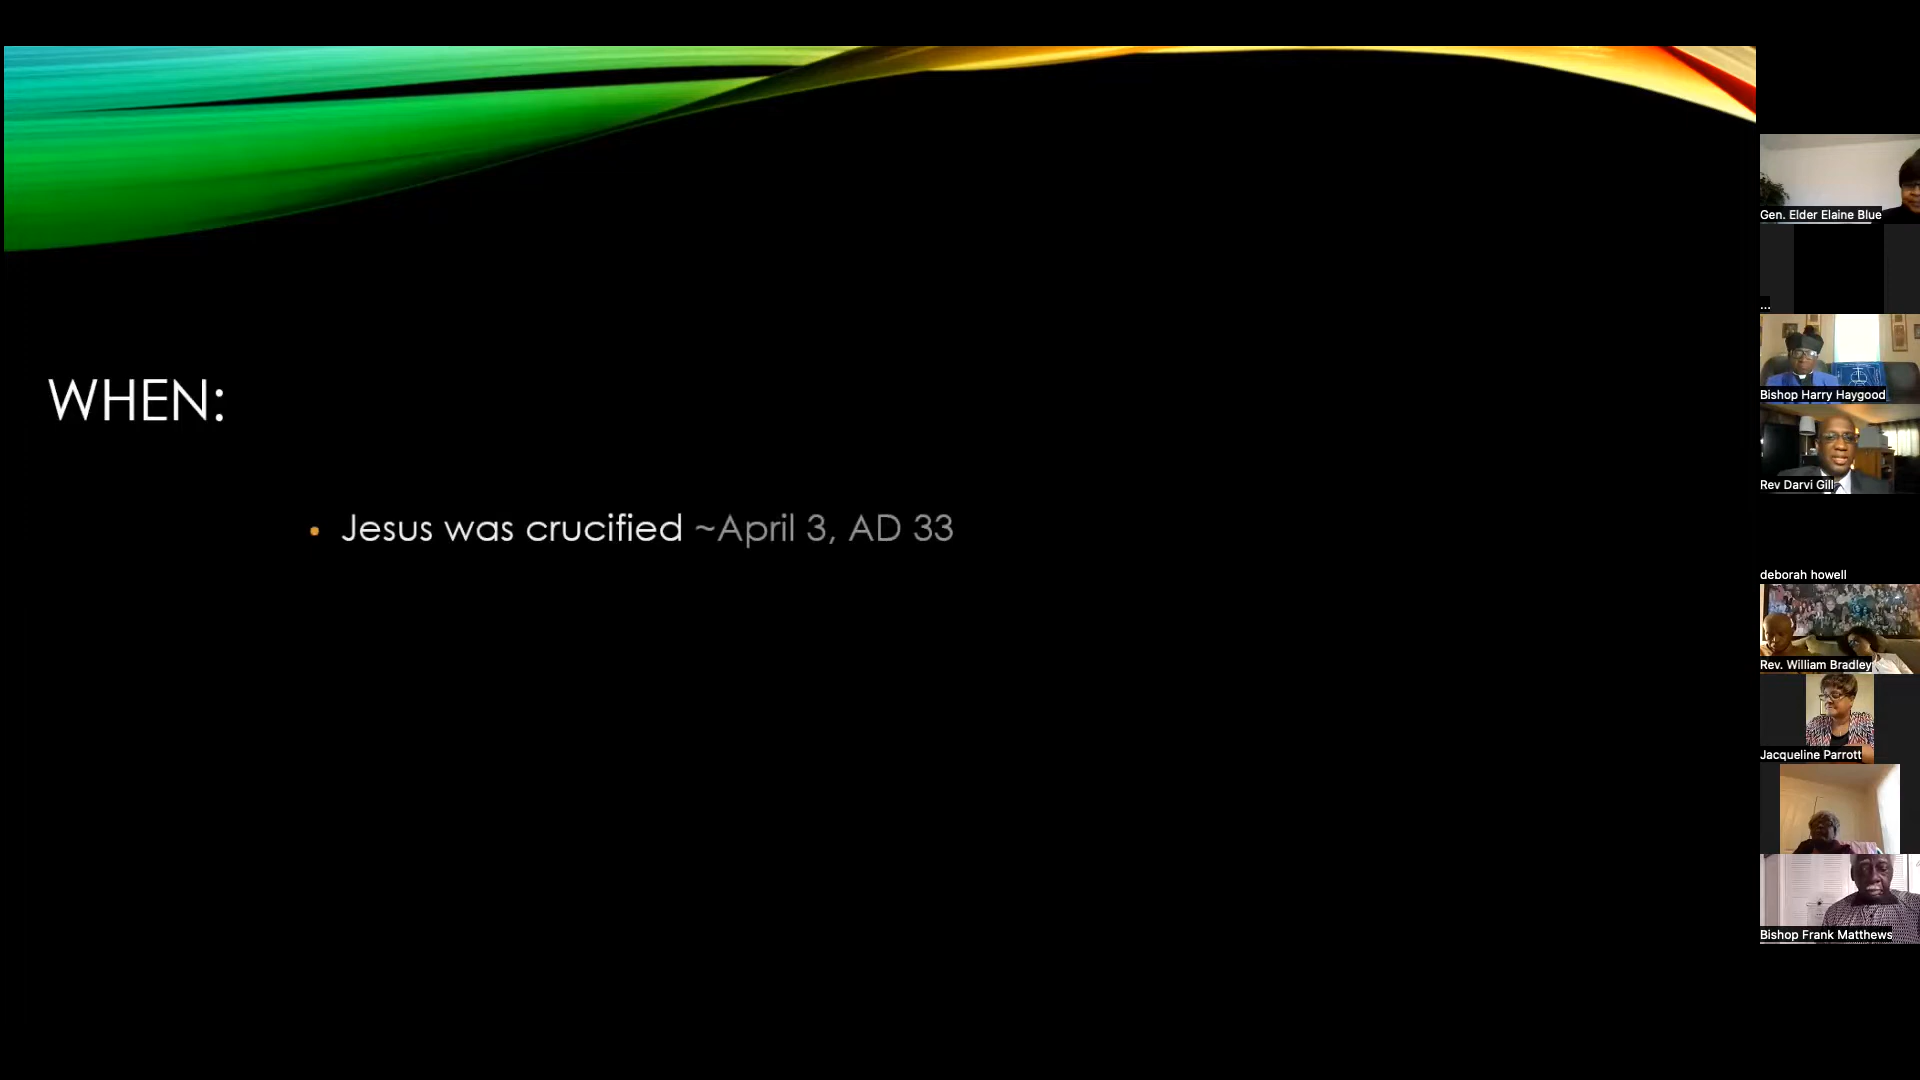 WHEN:
• Jesus was crucified ~April 3, AD 33
Gen. Elder Elaine Blue
...
Bishop Harry Haygood
Rev Darvi Gill
deborah howell
Rev. William Bradley
Jacqueline Parrott
Bishop Frank Matthews